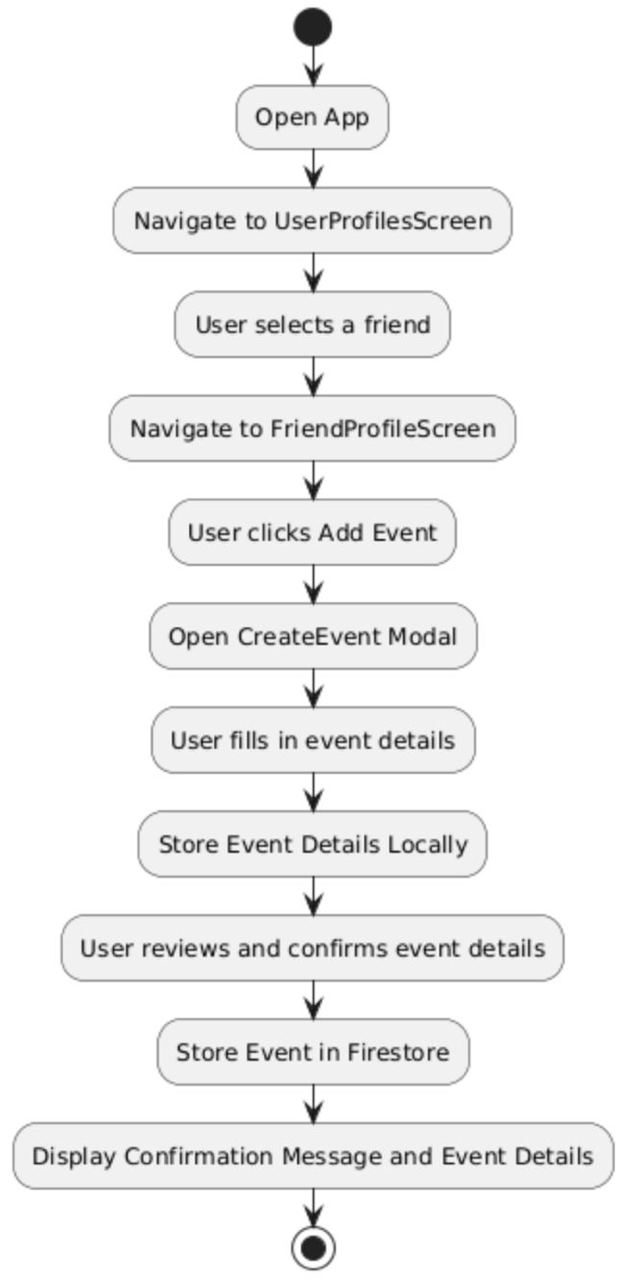 Open App
Navigate to UserProfilesScreen
User selects a friend
Navigate to FriendProfileScreen
User clicks Add Event
Open CreateEvent Modal
User fills in event details
Store Event Details Locally
User reviews and confirms event details
Store Event in Firestore
Display Confirmation Message and Event Details